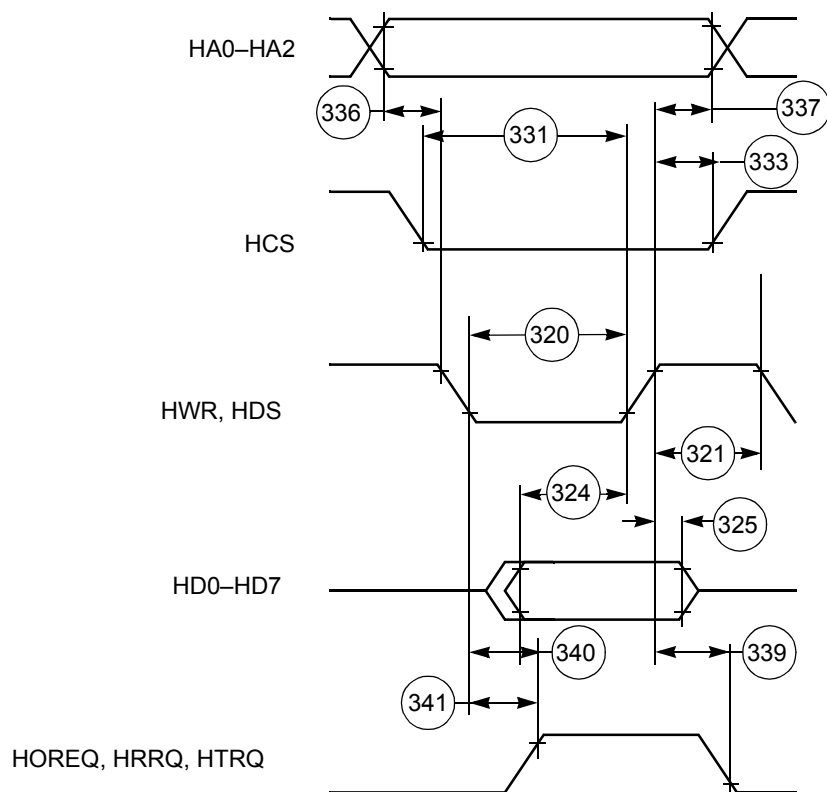 HA0–HA2
336
337
331
333
HCS
320
HWR, HDS
321
324
325
HD0–HD7
340
339
341
HOREQ, HRRQ, HTRQ